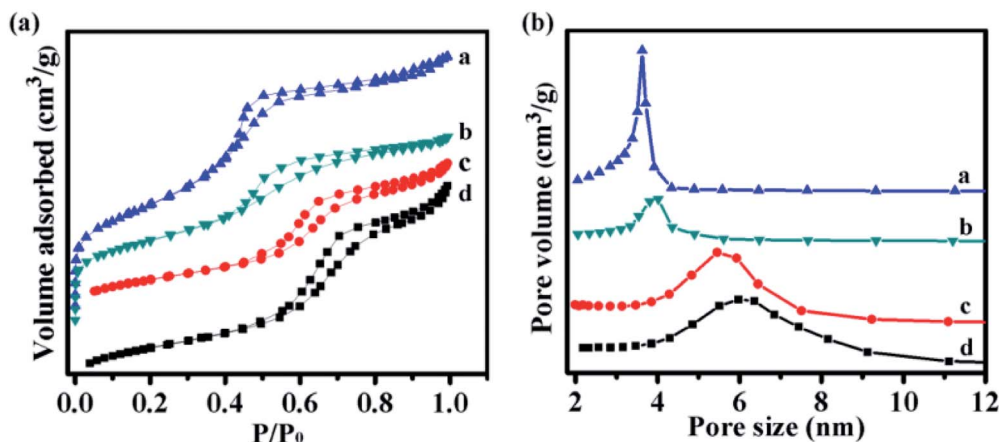 (a)
Volume adsorbed (cm³/g)
a
b
c
d
0.0 0.2 0.4 0.6 0.8 1.0
P/P₀
(b)
Pore volume (cm³/g)
a
b
c
d
2 4 6 8 10 12
Pore size (nm)